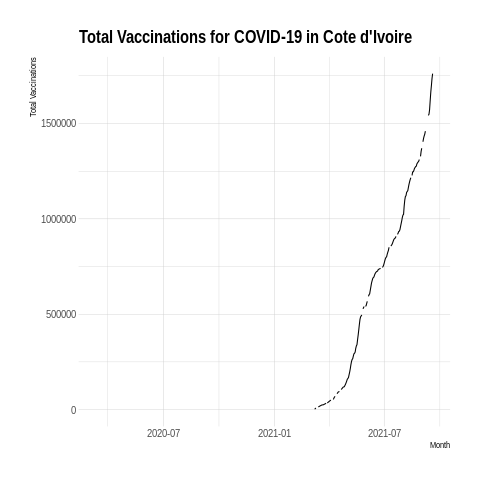 Total Vaccinations for COVID-19 in Cote d'Ivoire
Total Vaccinations
1500000
1000000
500000
0
2020-07
2021-01
2021-07
Month